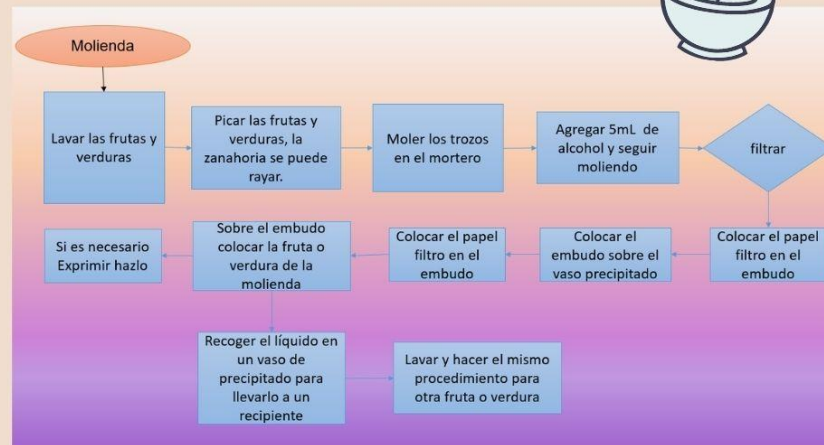 Molienda
Lavar las frutas y
verduras
Picar las frutas y
verduras, la
zanahoria se puede
rayar.
Moler los trozos
en el mortero
Agregar 5mL de
alcohol y seguir
moliendo
filtrar
Colocar el papel
filtro en el
embudo
Colocar el
embudo sobre el
vaso precipitado
Colocar el papel
filtro en el
embudo
Sobre el embudo
colocar la fruta o
verdura de la
molienda
Si es necesario
Exprimir hazlo
Recoger el líquido en
un vaso de
precipitado para
llevarlo a un
recipiente
Lavar y hacer el mismo
procedimiento para
otra fruta o verdura